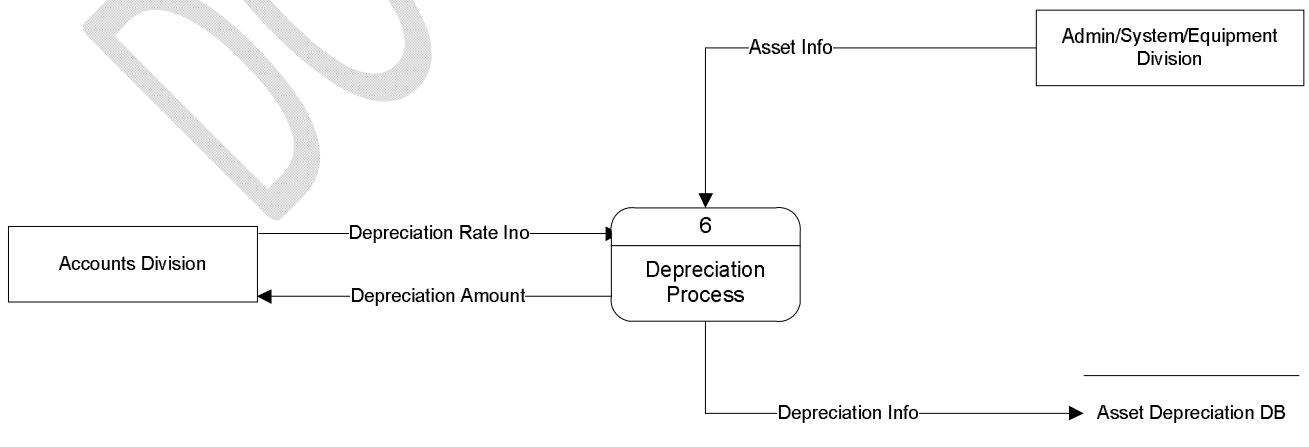 Asset Info
Admin/System/Equipment
Division
6
Depreciation Rate Ino
Accounts Division
Depreciation
Process
Depreciation Amount
Depreciation Info
Asset Depreciation DB